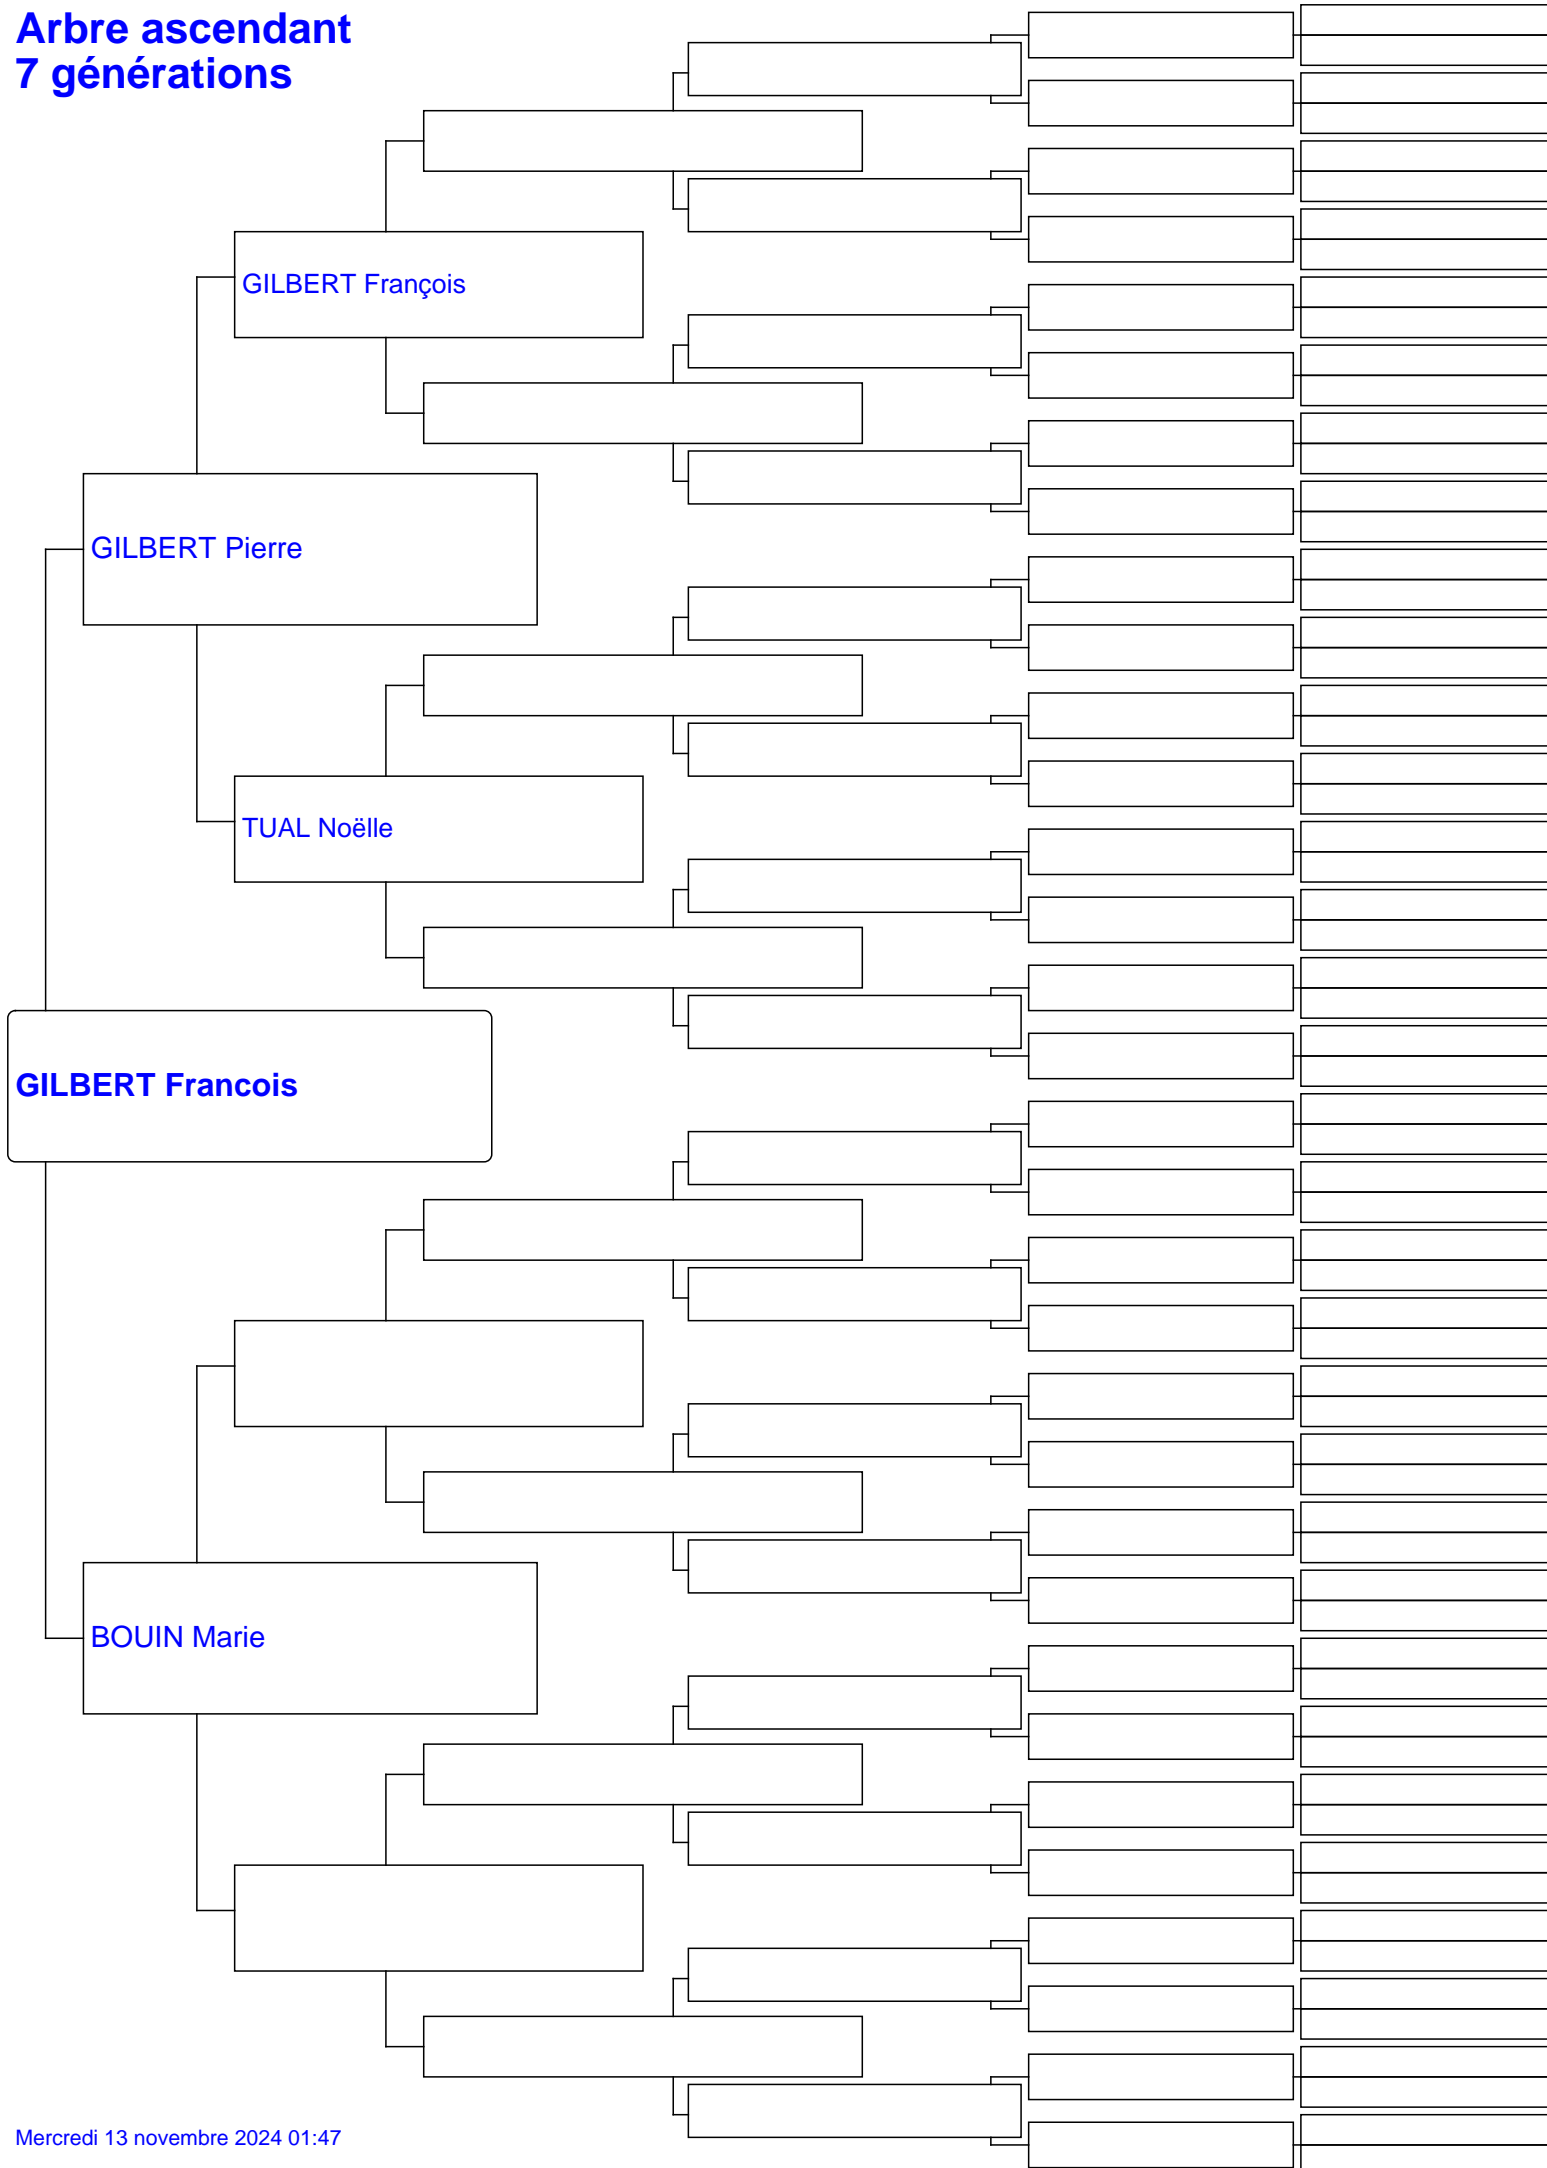 Arbre ascendant
7 générations
GILBERT François
GILBERT Pierre
TUAL Noëlle
GILBERT Francois
BOUIN Marie
Mercredi 13 novembre 2024 01:47